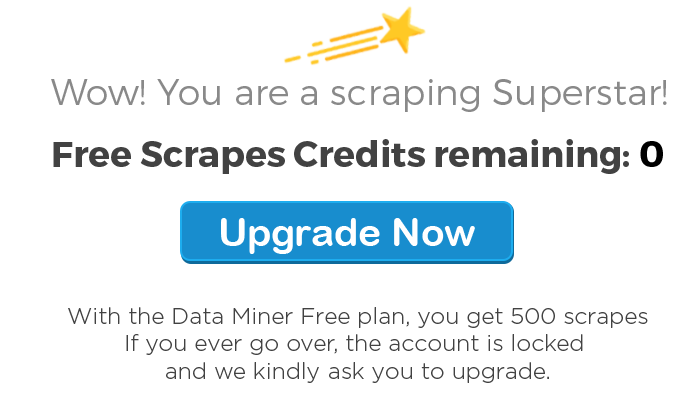 Wow! You are a scraping Superstar!
Free Scrapes Credits remaining: 0
Upgrade Now
With the Data Miner Free plan, you get 500 scrapes
If you ever go over, the account is locked
and we kindly ask you to upgrade.